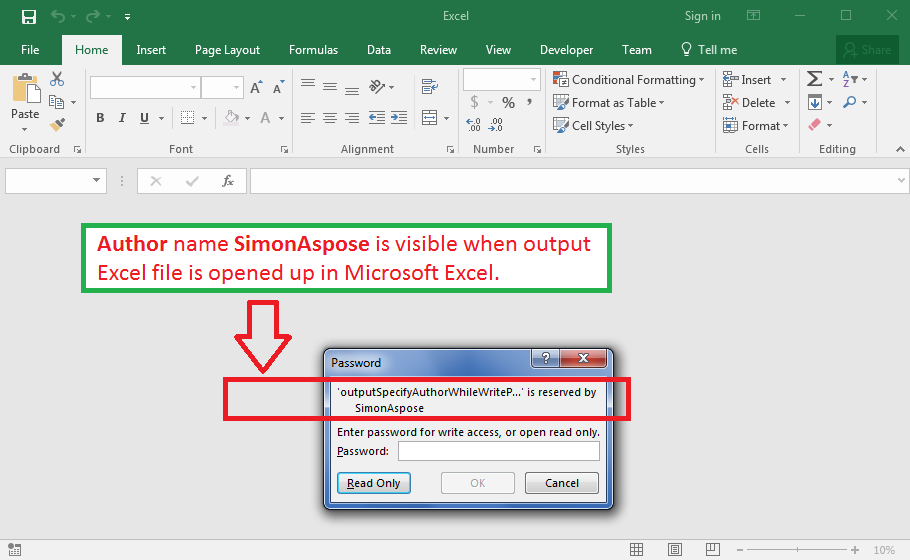 Excel
Sign in
File Home Insert Page Layout Formulas Data Review View Developer Team Tell me Share
Paste
Clipboard
B I U A A A
Font
Alignment
$ % ,
.0 .00
.00 .0
Number
Conditional Formatting
Format as Table
Cell Styles
Styles
Insert
Delete
Format
Cells
Σ A Z
Editing
fx
Author name SimonAspose is visible when output
Excel file is opened up in Microsoft Excel.
Password ?
'outputSpecifyAuthorWhileWriteP...' is reserved by
SimonAspose
Enter password for write access, or open read only.
Password:
Read Only OK Cancel
10%